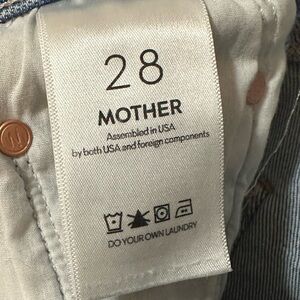 28
MOTHER
Assembled in USA
by both USA and foreign components
DO YOUR OWN LAUNDRY